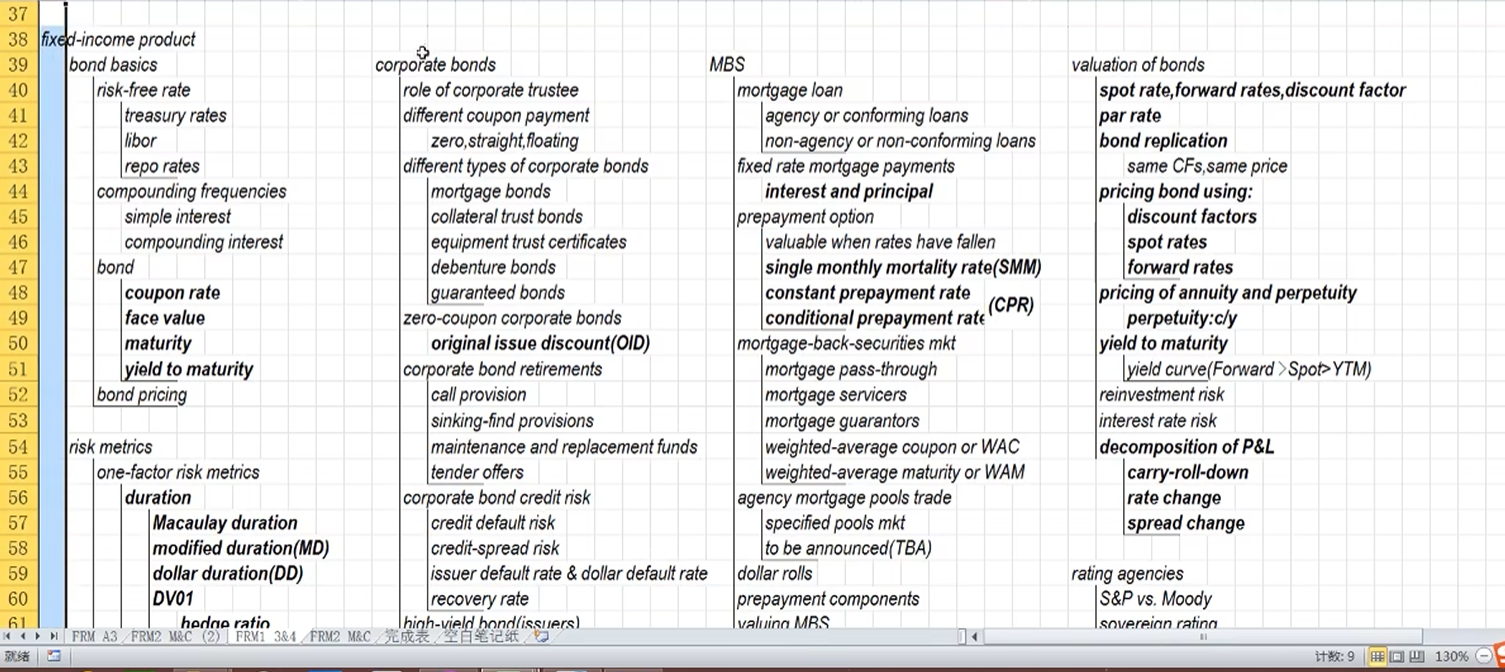 37
38 fixed-income product
39 bond basics corporate bonds MBS valuation of bonds
40 risk-free rate role of corporate trustee mortgage loan spot rate,forward rates,discount factor
41 treasury rates different coupon payment agency or conforming loans par rate
42 libor zero,straight,floating non-agency or non-conforming loans bond replication
43 repo rates different types of corporate bonds fixed rate mortgage payments same CFs,same price
44 compounding frequencies mortgage bonds interest and principal pricing bond using:
45 simple interest collateral trust bonds prepayment option discount factors
46 compounding interest equipment trust certificates valuable when rates have fallen spot rates
47 bond debenture bonds single monthly mortality rate(SMM) forward rates
48 coupon rate guaranteed bonds constant prepayment rate pricing of annuity and perpetuity
(CPR)
49 face value zero-coupon corporate bonds conditional prepayment rate perpetuity:c/y
50 maturity original issue discount(OID) mortgage-back-securities mkt yield to maturity
51 yield to maturity corporate bond retirements mortgage pass-through yield curve(Forward＞Spot>YTM)
52 bond pricing call provision mortgage servicers reinvestment risk
53 sinking-find provisions mortgage guarantors interest rate risk
54 risk metrics maintenance and replacement funds weighted-average coupon or WAC decomposition of P&L
55 one-factor risk metrics tender offers weighted-average maturity or WAM carry-roll-down
56 duration corporate bond credit risk agency mortgage pools trade rate change
57 Macaulay duration credit default risk specified pools mkt spread change
58 modified duration(MD) credit-spread risk to be announced(TBA)
59 dollar duration(DD) issuer default rate & dollar default rate dollar rolls rating agencies
60 DV01 recovery rate prepayment components S&P vs. Moody
61 hedge ratio high-yield bond(issuers) valuing MBS sovereign rating
FRM A3 FRM2 M&C (2) FRM1 3&4 FRM2 M&C 完成表 空白笔记纸
就绪 计数: 9 130%